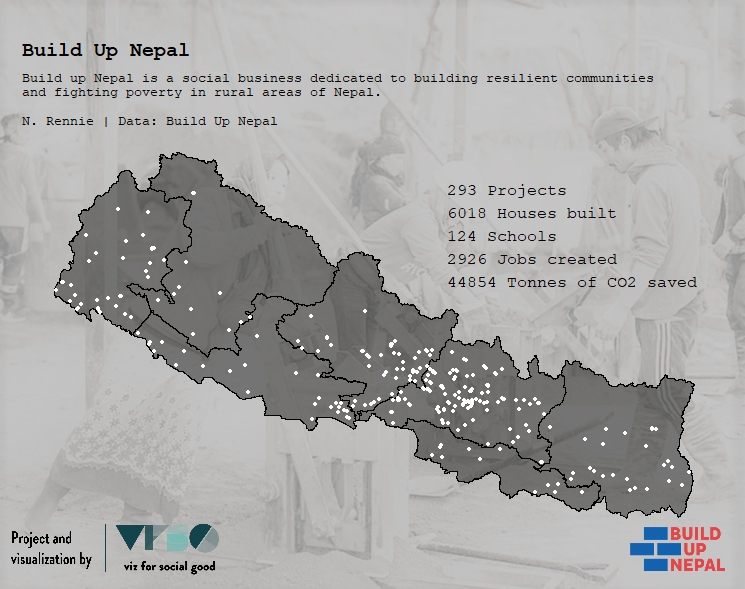 Build Up Nepal
Build up Nepal is a social business dedicated to building resilient communities
and fighting poverty in rural areas of Nepal.
N. Rennie | Data: Build Up Nepal
293 Projects
6018 Houses built
124 Schools
2926 Jobs created
44854 Tonnes of CO2 saved
Project and
visualization by
VFSG
viz for social good
BUILD
UP
NEPAL